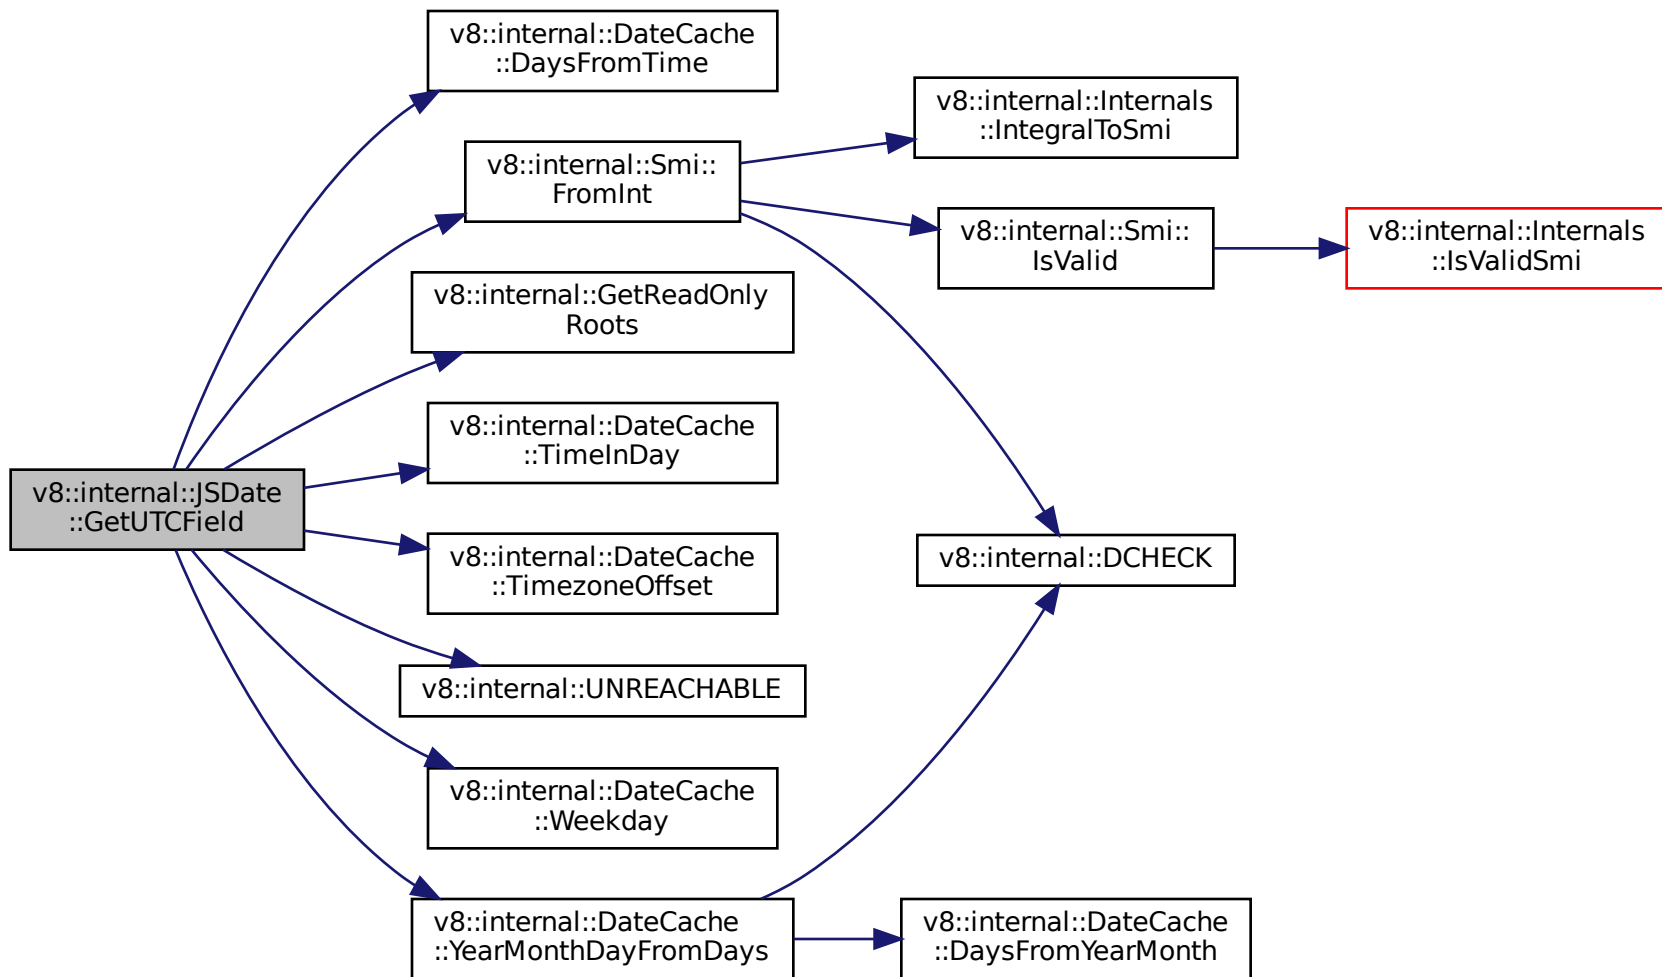 v8::internal::DateCache
::DaysFromTime
v8::internal::Internals
::IntegralToSmi
v8::internal::Smi::
FromInt
v8::internal::Smi::
IsValid
v8::internal::Internals
::IsValidSmi
v8::internal::GetReadOnly
Roots
v8::internal::DateCache
::TimeInDay
v8::internal::JSDate
::GetUTCField
v8::internal::DateCache
::TimezoneOffset
v8::internal::DCHECK
v8::internal::UNREACHABLE
v8::internal::DateCache
::Weekday
v8::internal::DateCache
::YearMonthDayFromDays
v8::internal::DateCache
::DaysFromYearMonth